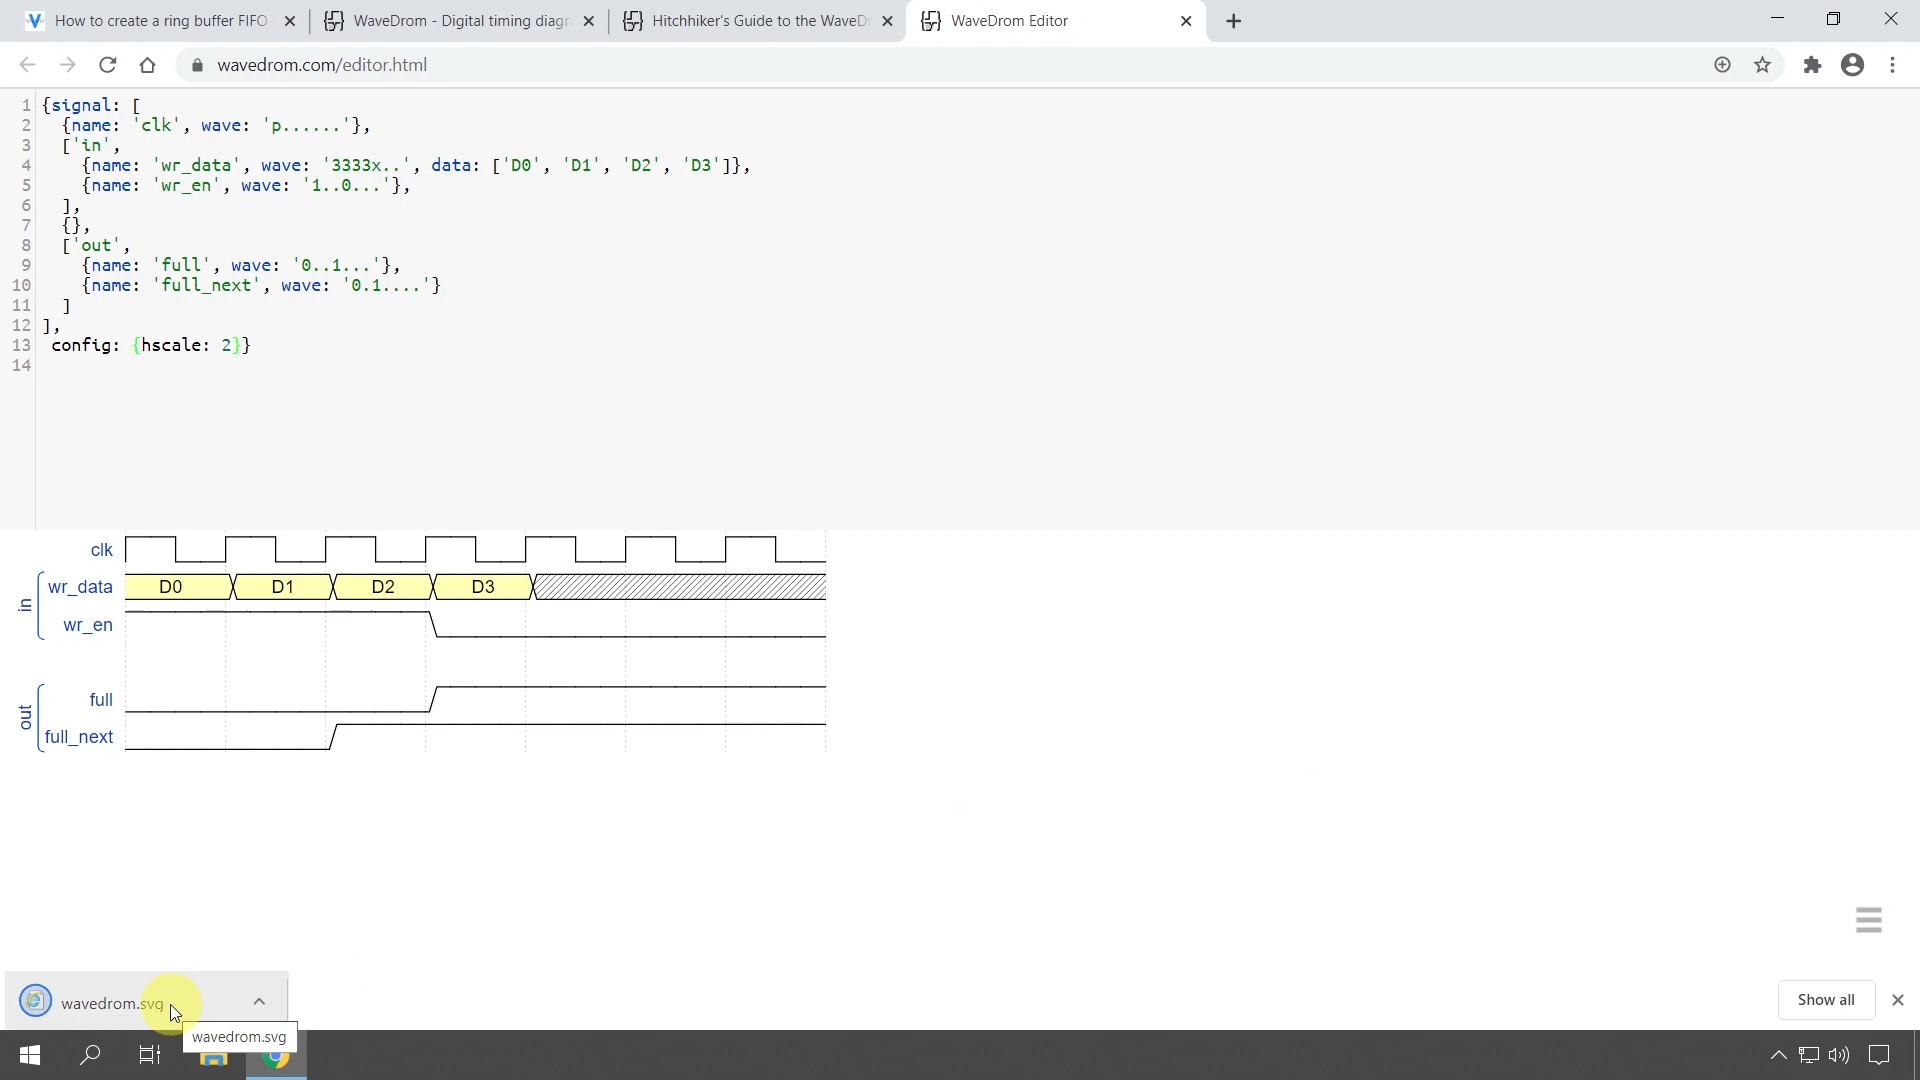 How to create a ring buffer FIFO
WaveDrom - Digital timing diagr
Hitchhiker's Guide to the WaveDr
WaveDrom Editor
wavedrom.com/editor.html
1 {signal: [
2 {name: 'clk', wave: 'p......'},
3 ['in',
4 {name: 'wr_data', wave: '3333x..', data: ['D0', 'D1', 'D2', 'D3']},
5 {name: 'wr_en', wave: '1..0...'},
6 ],
7 {},
8 ['out',
9 {name: 'full', wave: '0..1...'},
10 {name: 'full_next', wave: '0.1....'}
11 ]
12 ],
13 config: {hscale: 2}}
14
clk
in
wr_data D0 D1 D2 D3
wr_en
out
full
full_next
wavedrom.svg
Show all
wavedrom.svg